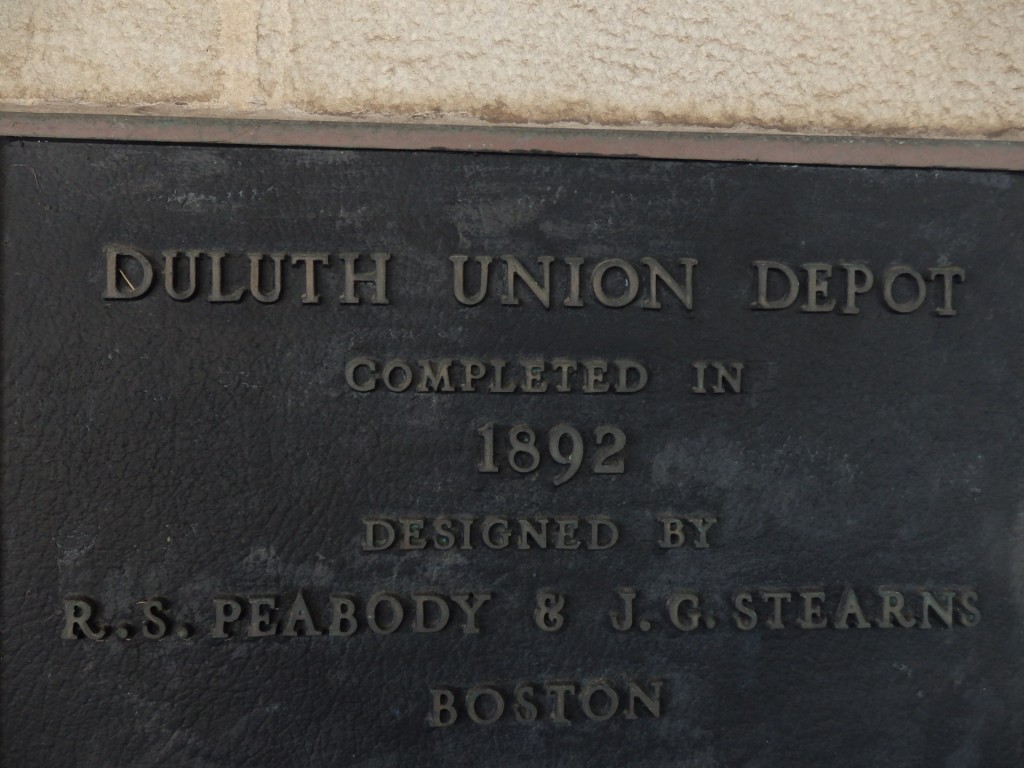 DULUTH UNION DEPOT
COMPLETED IN
1892
DESIGNED BY
R.S. PEABODY & J.G. STEARNS
BOSTON